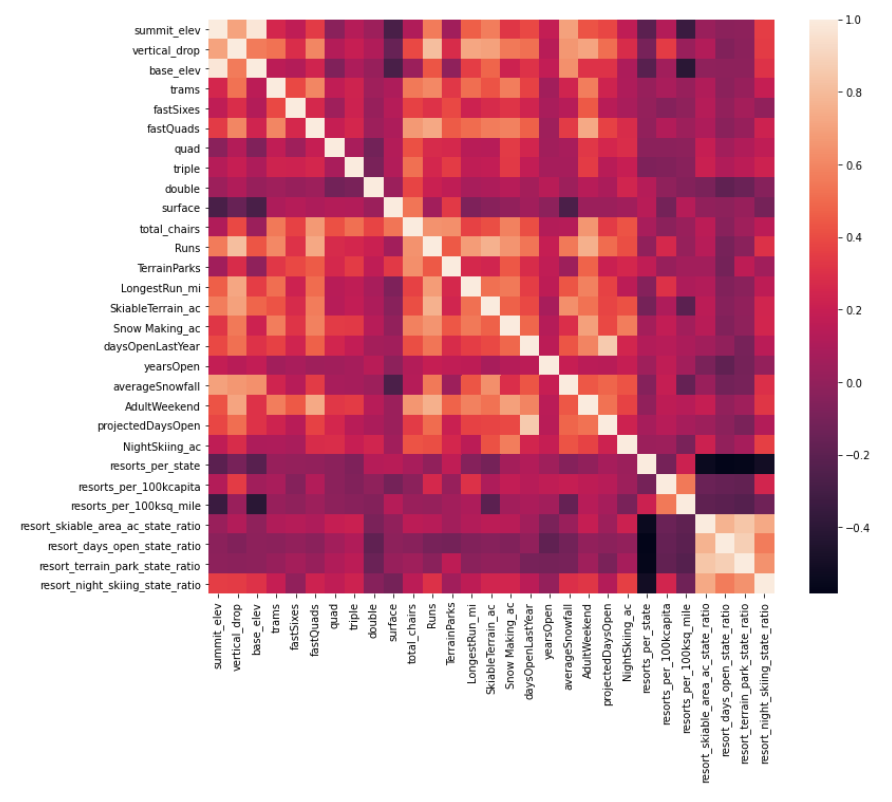 summit_elev
vertical_drop
base_elev
trams
fastSixes
fastQuads
quad
triple
double
surface
total_chairs
Runs
TerrainParks
LongestRun_mi
SkiableTerrain_ac
Snow Making_ac
daysOpenLastYear
yearsOpen
averageSnowfall
AdultWeekend
projectedDaysOpen
NightSkiing_ac
resorts_per_state
resorts_per_100kcapita
resorts_per_100ksq_mile
resort_skiable_area_ac_state_ratio
resort_days_open_state_ratio
resort_terrain_park_state_ratio
resort_night_skiing_state_ratio
summit_elev
vertical_drop
base_elev
trams
fastSixes
fastQuads
quad
triple
double
surface
total_chairs
Runs
TerrainParks
LongestRun_mi
SkiableTerrain_ac
Snow Making_ac
daysOpenLastYear
yearsOpen
averageSnowfall
AdultWeekend
projectedDaysOpen
NightSkiing_ac
resorts_per_state
resorts_per_100kcapita
resorts_per_100ksq_mile
resort_skiable_area_ac_state_ratio
resort_days_open_state_ratio
resort_terrain_park_state_ratio
resort_night_skiing_state_ratio
1.0
0.8
0.6
0.4
0.2
0.0
−0.2
−0.4